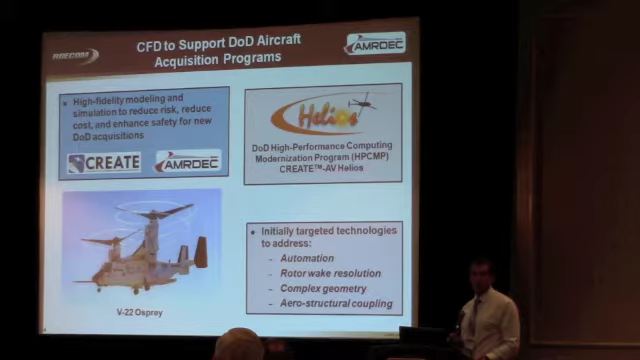 RDECOM
CFD to Support DoD Aircraft
Acquisition Programs
AMRDEC
• High-fidelity modeling and
simulation to reduce risk, reduce
cost, and enhance safety for new
DoD acquisitions
CREATE
AMRDEC
Helios
DoD High-Performance Computing
Modernization Program (HPCMP)
CREATE™-AV Helios
V-22 Osprey
• Initially targeted technologies
to address:
– Automation
– Rotor wake resolution
– Complex geometry
– Aero-structural coupling